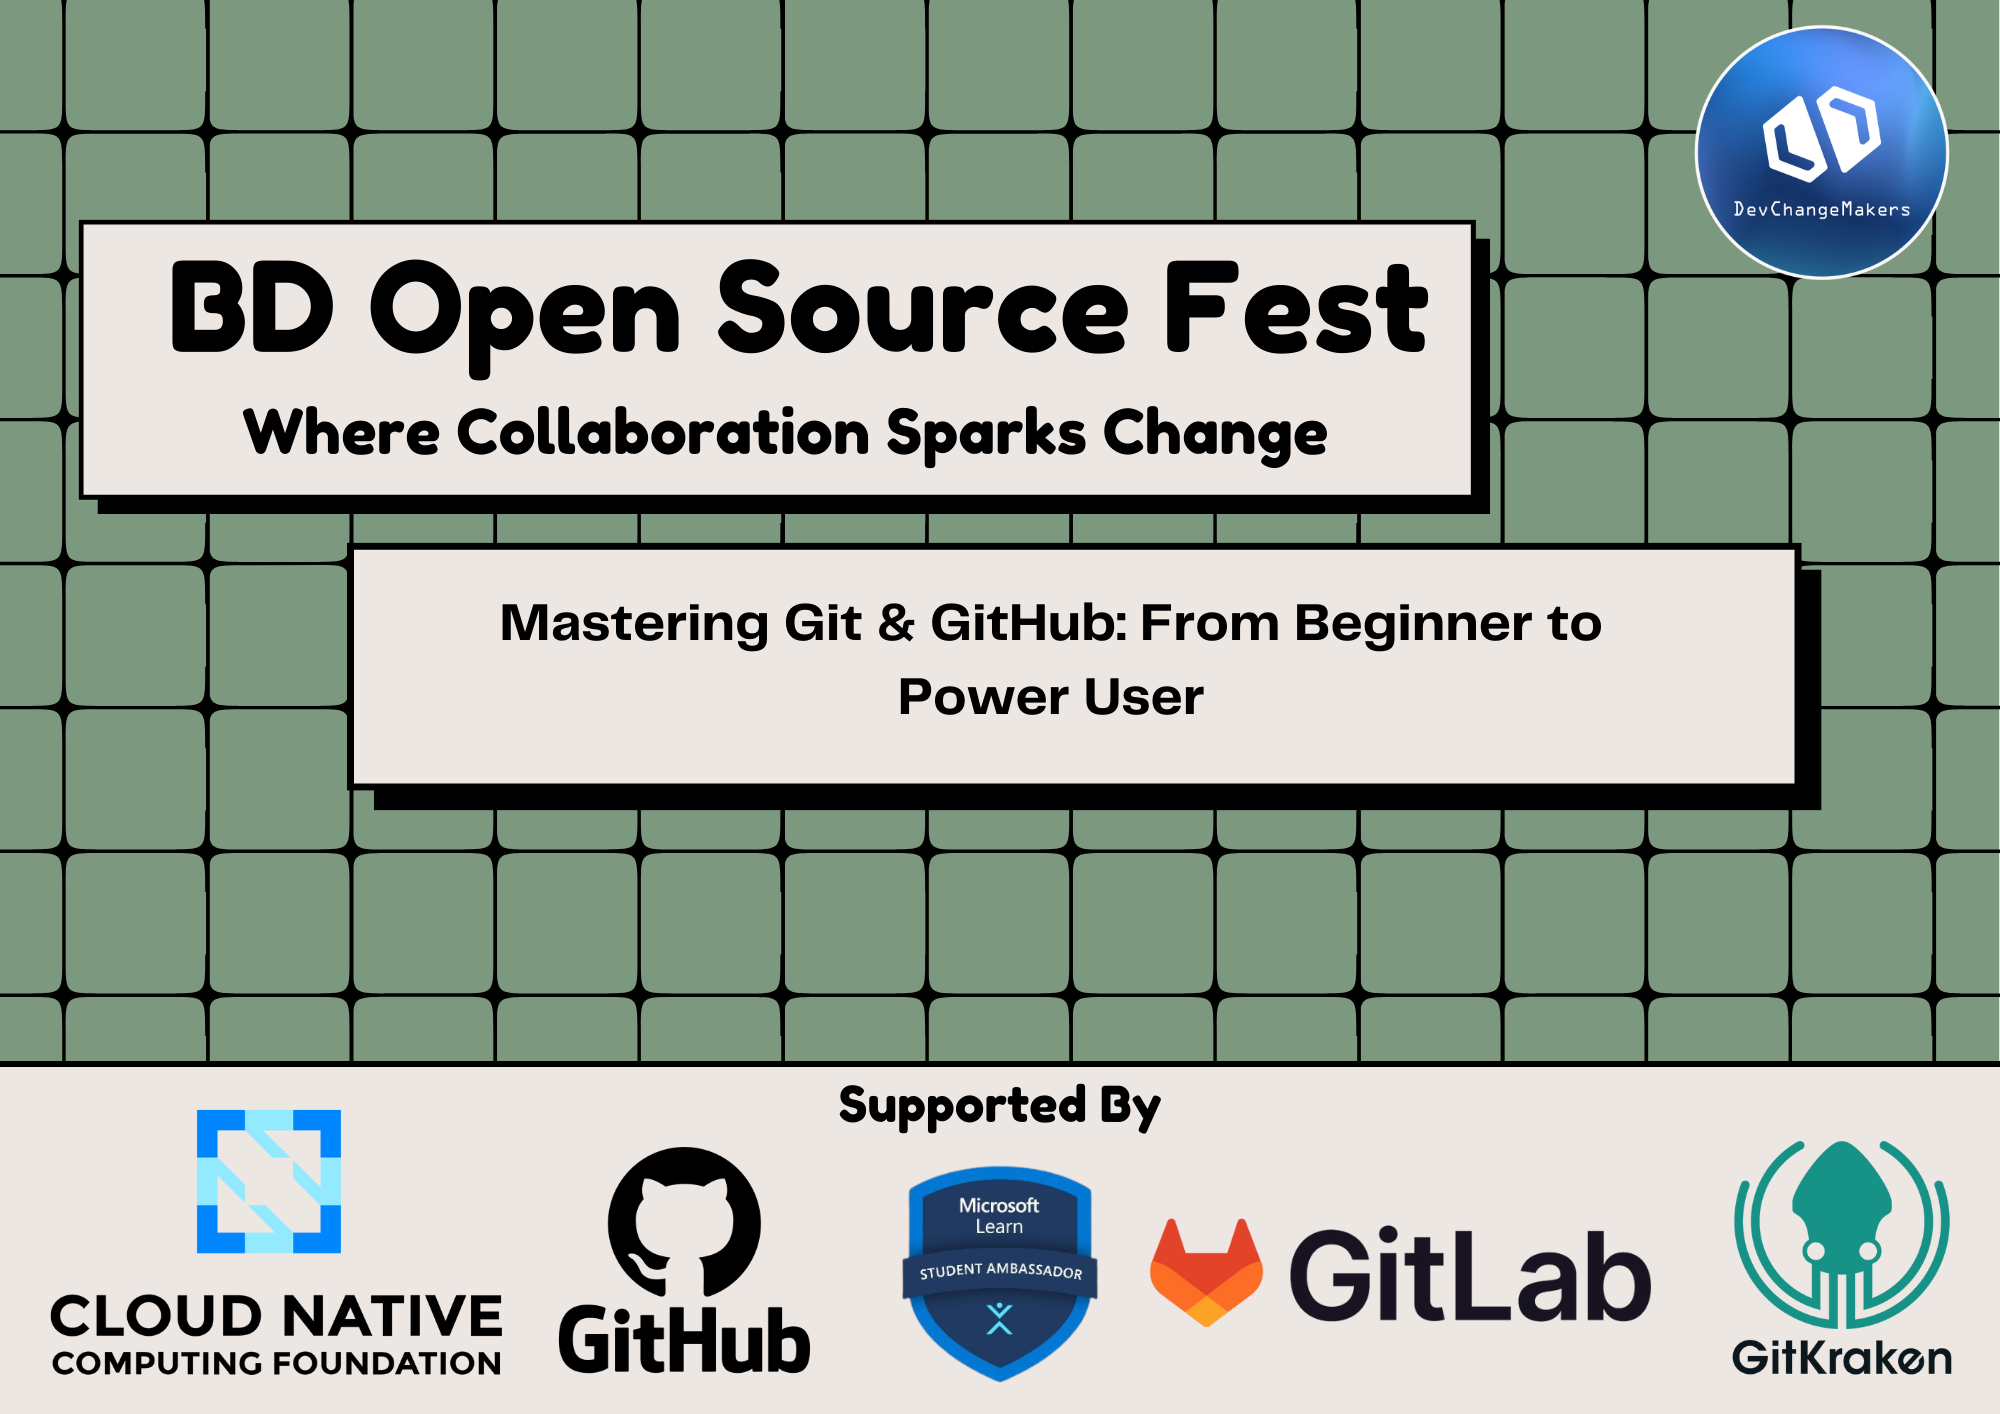 DevChangeMakers
BD Open Source Fest
Where Collaboration Sparks Change
Mastering Git & GitHub: From Beginner to
Power User
Supported By
CLOUD NATIVE
COMPUTING FOUNDATION
GitHub
Microsoft
Learn
STUDENT AMBASSADOR
GitLab
GitKraken